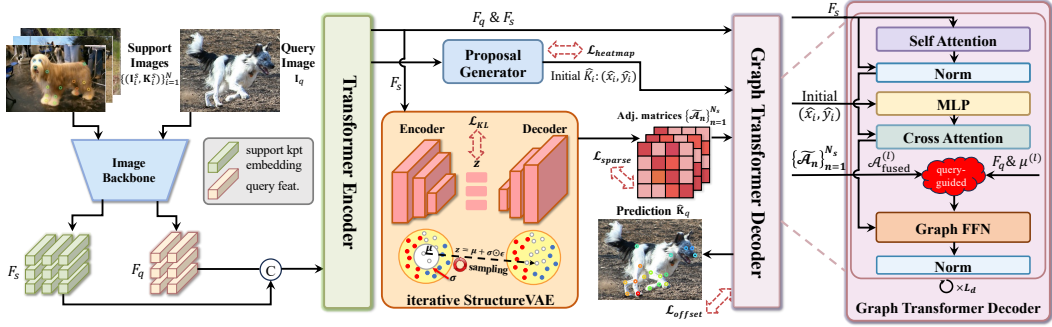 Support
Images
{(I_i^s, K_i^s)}_{i=1}^N
Query
Image
I_q
Image
Backbone
support kpt
embedding
query feat.
F_s
F_q
C
Transformer Encoder
F_q & F_s
F_s
Proposal
Generator
ℒ_heatmap
Initial K̂_i: (x̂_i, ŷ_i)
Encoder
ℒ_KL
z
Decoder
μ
z = μ + σ⊙ϵ
sampling
σ
iterative StructureVAE
Adj. matrices {Ã_n}_{n=1}^{N_s}
ℒ_sparse
Prediction K̂_q
ℒ_offset
Graph Transformer Decoder
F_s
Self Attention
Norm
Initial
(x̂_i, ŷ_i)
MLP
Cross Attention
{Ã_n}_{n=1}^{N_s}
𝒜_fused^{(l)}
query-
guided
F_q & μ^{(l)}
Graph FFN
Norm
×L_d
Graph Transformer Decoder